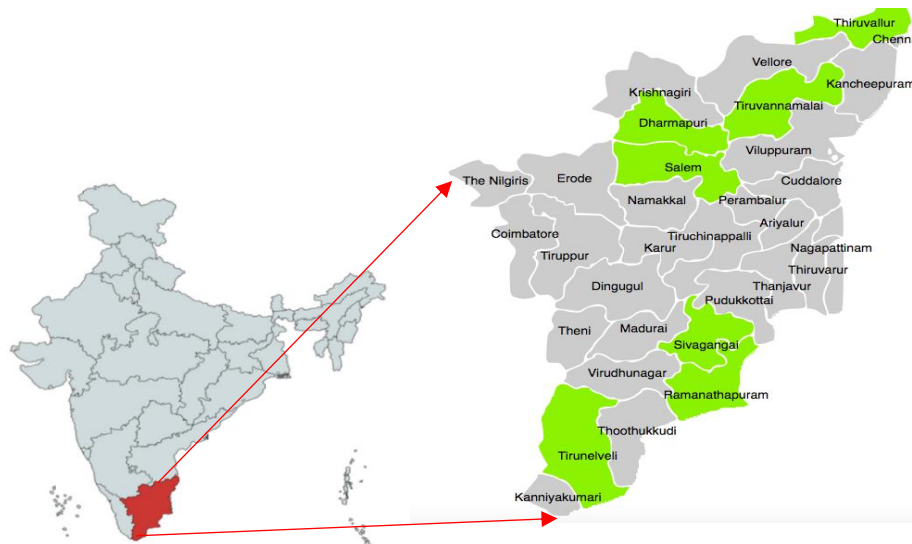 Thiruvallur
Chenn
Vellore
Kancheepuram
Krishnagiri
Tiruvannamalai
Dharmapuri
Viluppuram
Salem
The Nilgiris
Erode
Cuddalore
Namakkal
Perambalur
Ariyalur
Coimbatore
Tiruchinappalli
Karur
Nagapattinam
Tiruppur
Thiruvarur
Dingugul
Thanjavur
Pudukkottai
Theni
Madurai
Sivagangai
Virudhunagar
Ramanathapuram
Thoothukkudi
Tirunelveli
Kanniyakumari